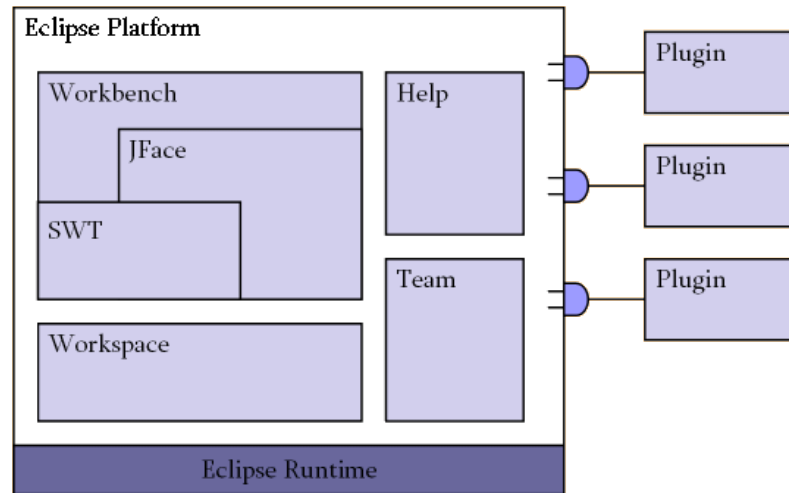 Eclipse Platform
Workbench
JFace
SWT
Workspace
Help
Team
Eclipse Runtime
Plugin
Plugin
Plugin